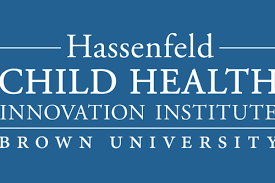 Hassenfeld
CHILD HEALTH
INNOVATION INSTITUTE
BROWN UNIVERSITY